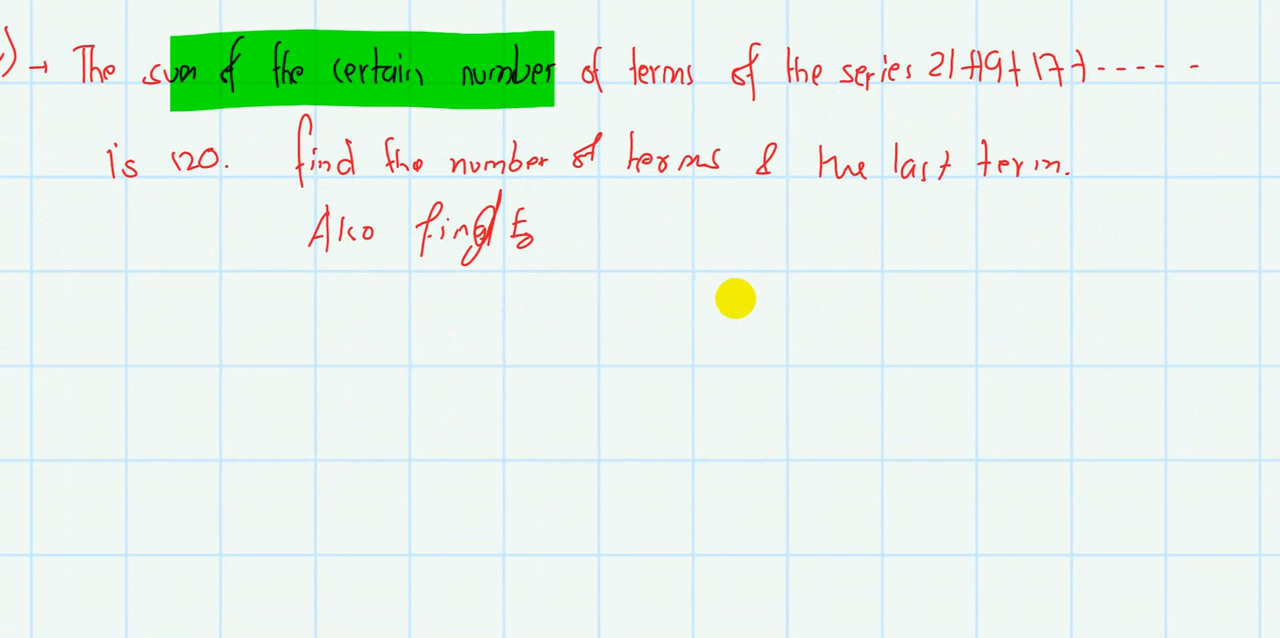 ) → The sum of the certain number of terms of the series 21+19+17+-----
is 120. find the number of terms & the last term.
Also find